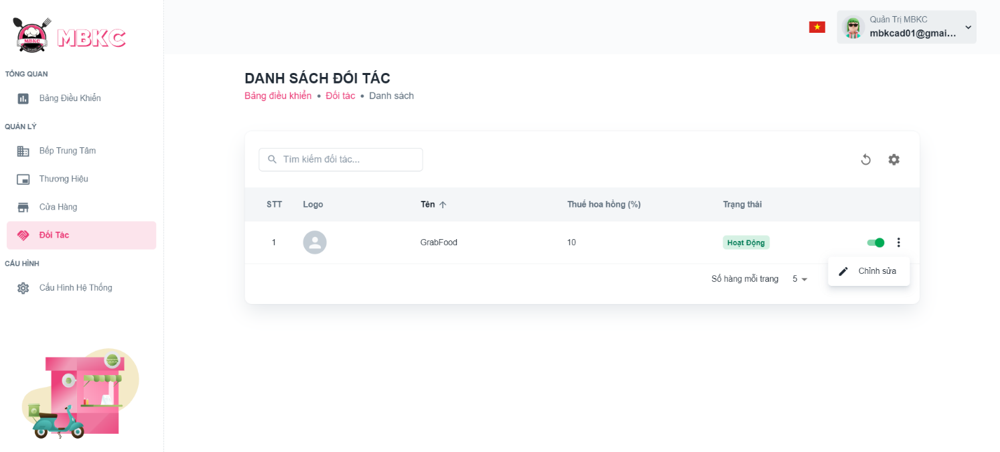 MBKC
MBKC
Quản Trị MBKC
mbkcad01@gmai...
TỔNG QUAN
Bảng Điều Khiển
QUẢN LÝ
Bếp Trung Tâm
Thương Hiệu
Cửa Hàng
Đối Tác
CẤU HÌNH
Cấu Hình Hệ Thống
DANH SÁCH ĐỐI TÁC
Bảng điều khiển • Đối tác • Danh sách
Tìm kiếm đối tác...
STT Logo Tên Thuế hoa hồng (%) Trạng thái
1 GrabFood 10 Hoạt Động
Chỉnh sửa
Số hàng mỗi trang 5